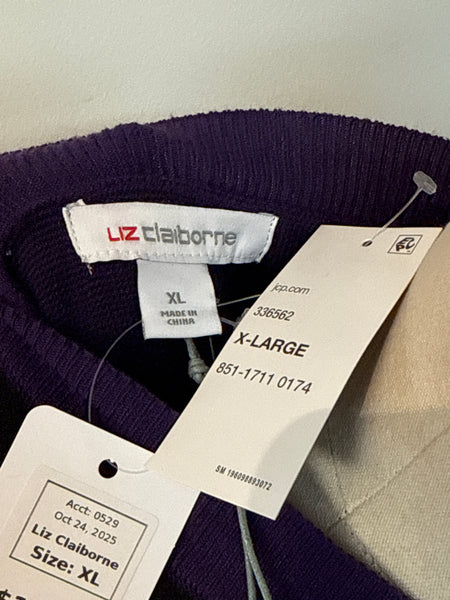 LIZ claiborne
XL
MADE IN
CHINA
jcp.com
336562
X-LARGE
851-1711 0174
SM 196098893072
Acct: 0529
Oct 24, 2025
Liz Claiborne
Size: XL